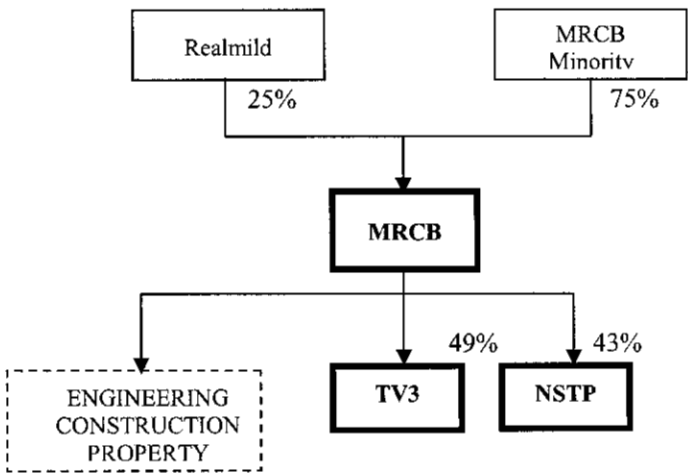 Realmild
MRCB
Minority
25%
75%
MRCB
49%
43%
ENGINEERING
CONSTRUCTION
PROPERTY
TV3
NSTP